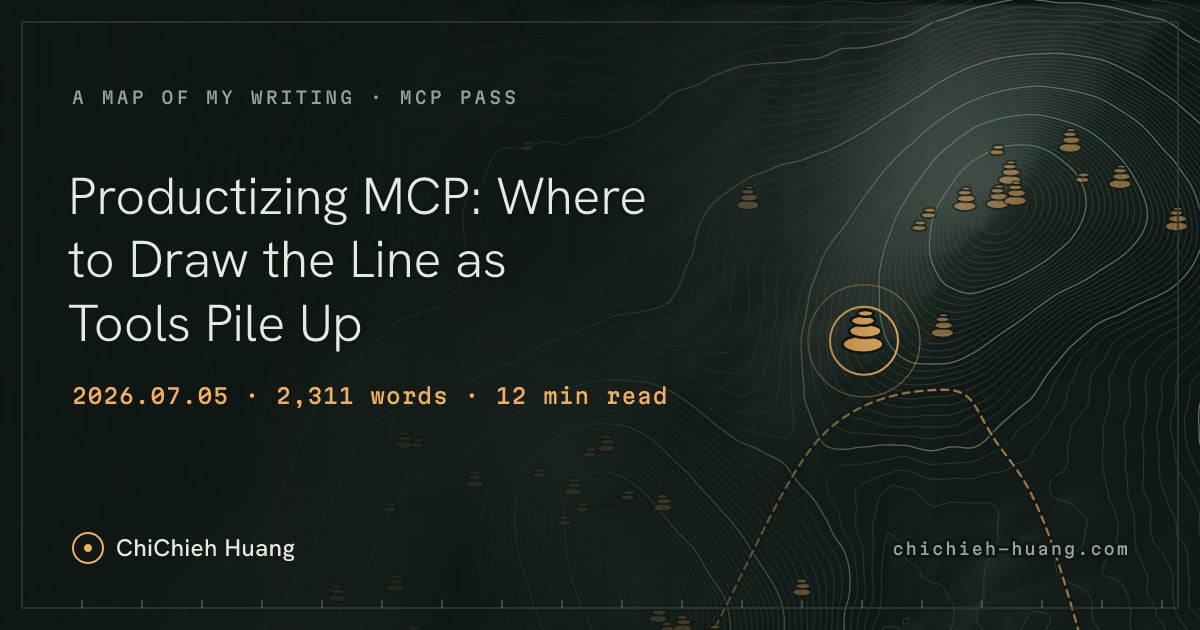 A MAP OF MY WRITING · MCP PASS
Productizing MCP: Where
to Draw the Line as
Tools Pile Up
2026.07.05 · 2,311 words · 12 min read
ChiChieh Huang
chichieh-huang.com